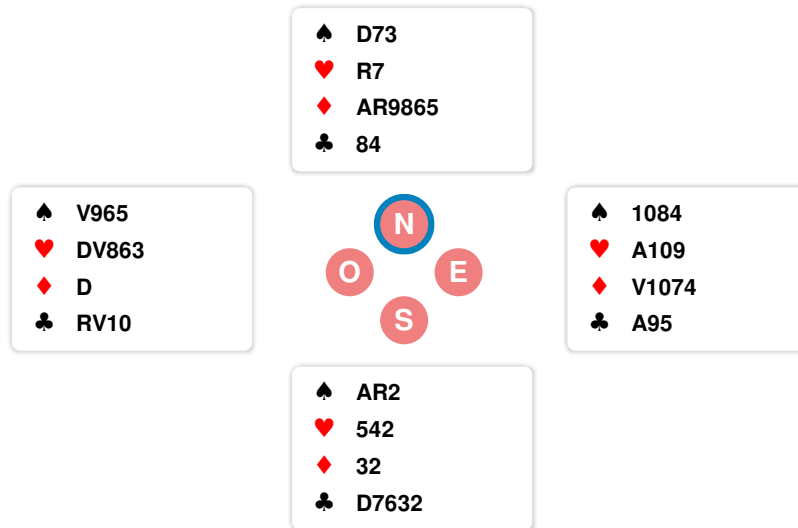 ♠ D73
♥ R7
♦ AR9865
♣ 84
♠ V965
♥ DV863
♦ D
♣ RV10
N
O E
S
♠ 1084
♥ A109
♦ V1074
♣ A95
♠ AR2
♥ 542
♦ 32
♣ D7632